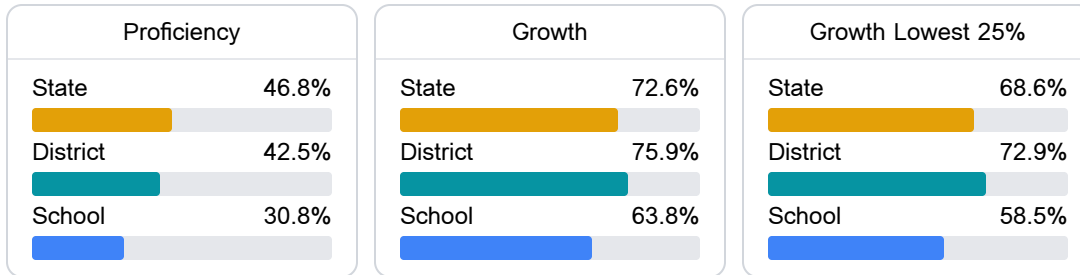 Proficiency
State 46.8%
District 42.5%
School 30.8%
Growth
State 72.6%
District 75.9%
School 63.8%
Growth Lowest 25%
State 68.6%
District 72.9%
School 58.5%